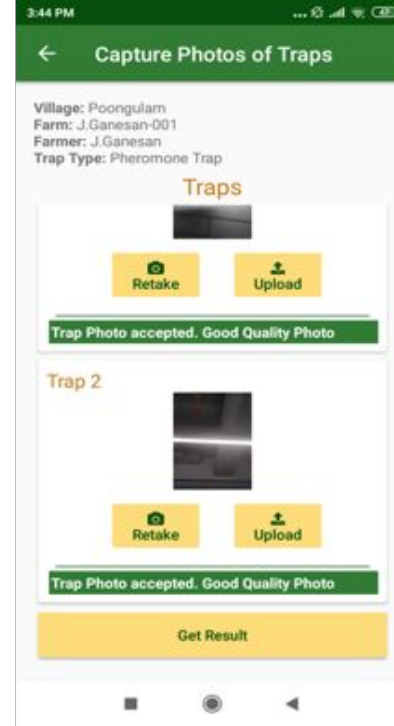 3:44 PM
Capture Photos of Traps
Village: Poongulam
Farm: J.Ganesan-001
Farmer: J.Ganesan
Trap Type: Pheromone Trap
Traps
Retake Upload
Trap Photo accepted. Good Quality Photo
Trap 2
Retake Upload
Trap Photo accepted. Good Quality Photo
Get Result